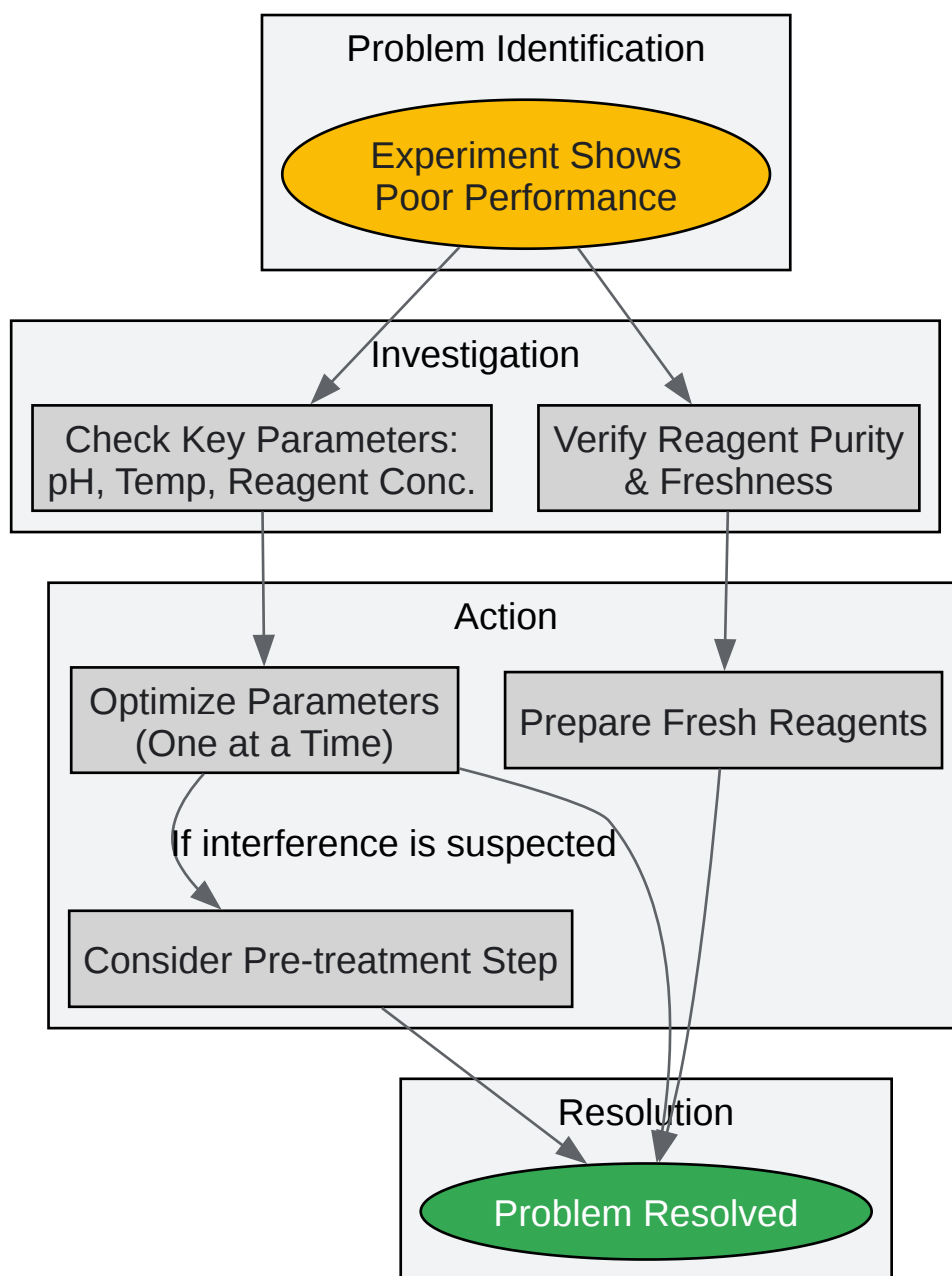 Problem Identification
Experiment Shows
Poor Performance
Investigation
Check Key Parameters:
pH, Temp, Reagent Conc.
Verify Reagent Purity
& Freshness
Action
Optimize Parameters
(One at a Time)
Prepare Fresh Reagents
If interference is suspected
Consider Pre-treatment Step
Resolution
Problem Resolved